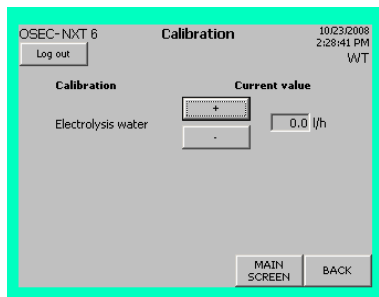 OSEC-NXT 6 Calibration 10/23/2008
2:28:41 PM
Log out WT
Calibration Current value
+
Electrolysis water 0.0 l/h
-
MAIN SCREEN BACK